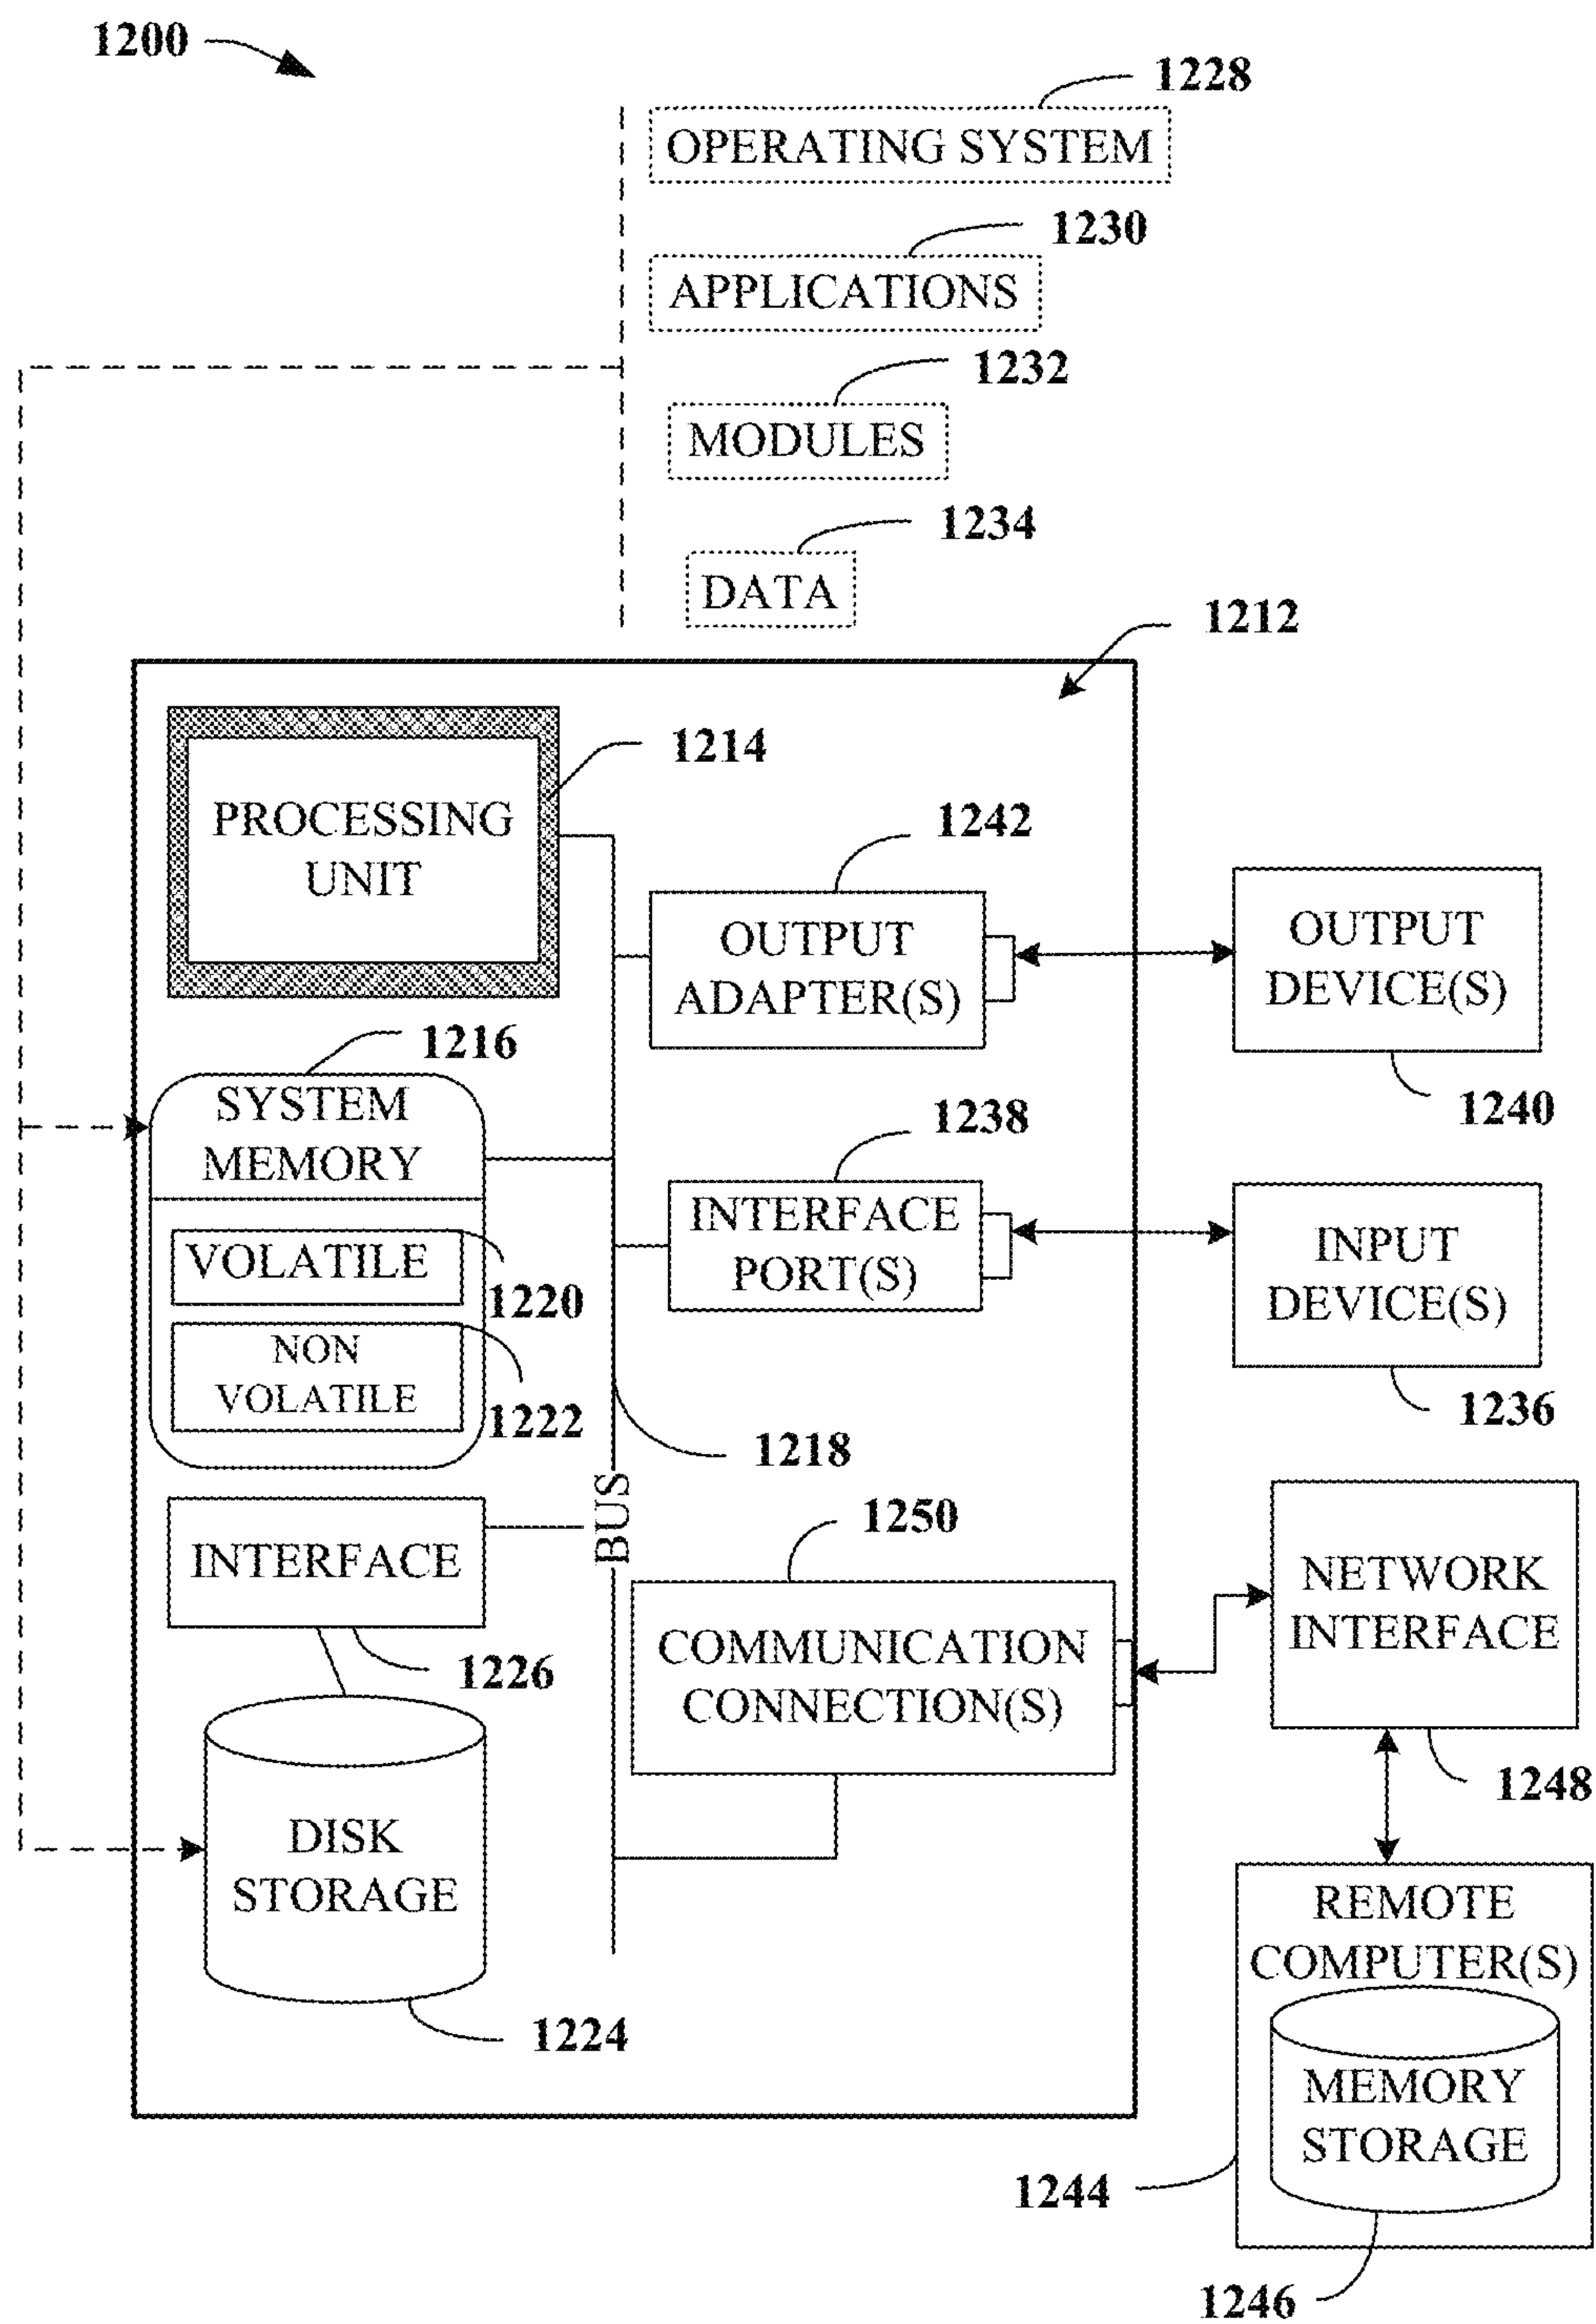 1200
1228
OPERATING SYSTEM
1230
APPLICATIONS
1232
MODULES
1234
DATA
1212
PROCESSING
UNIT
1214
1242
OUTPUT
ADAPTER(S)
OUTPUT
DEVICE(S)
1240
1216
SYSTEM
MEMORY
VOLATILE
1220
NON
VOLATILE
1222
1238
INTERFACE
PORT(S)
INPUT
DEVICE(S)
1236
1218
BUS
INTERFACE
1226
1250
COMMUNICATION
CONNECTION(S)
NETWORK
INTERFACE
1248
DISK
STORAGE
1224
REMOTE
COMPUTER(S)
MEMORY
STORAGE
1244
1246